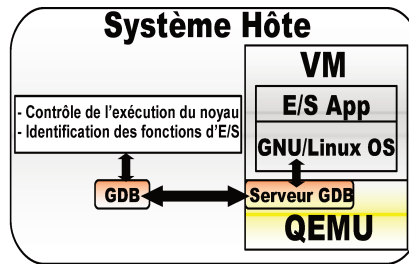 Système Hôte
VM
E/S App
GNU/Linux OS
- Contrôle de l'exécution du noyau
- Identification des fonctions d'E/S
GDB
Serveur GDB
QEMU